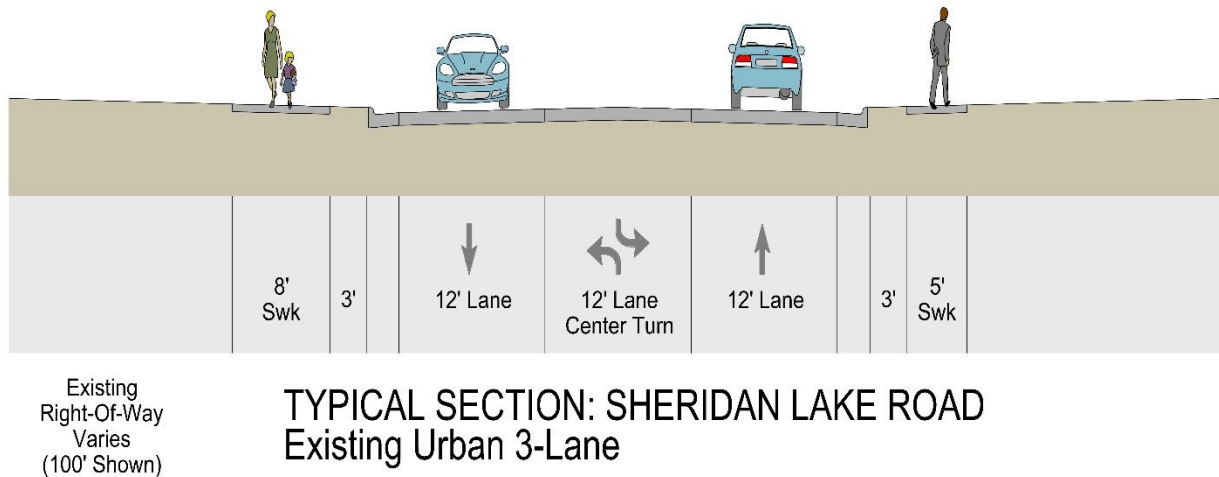 8'
Swk
3'
12' Lane
12' Lane
Center Turn
12' Lane
3'
5'
Swk
Existing
Right-Of-Way
Varies
(100' Shown)
TYPICAL SECTION: SHERIDAN LAKE ROAD
Existing Urban 3-Lane